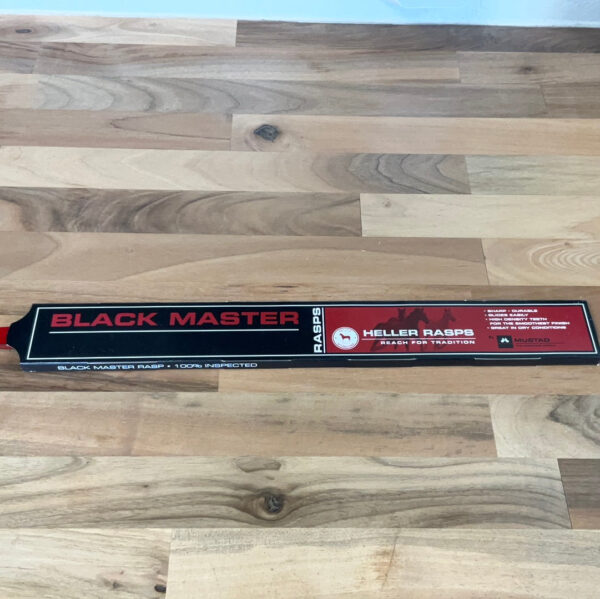 BLACK MASTER
RASPS
HELLER RASPS
REACH FOR TRADITION
• SHARP - DURABLE
• GLIDES EASILY
• HIGH DENSITY TEETH
FOR THE SMOOTHEST FINISH
• GREAT IN DRY CONDITIONS
MUSTAD
BLACK MASTER RASP • 100% INSPECTED